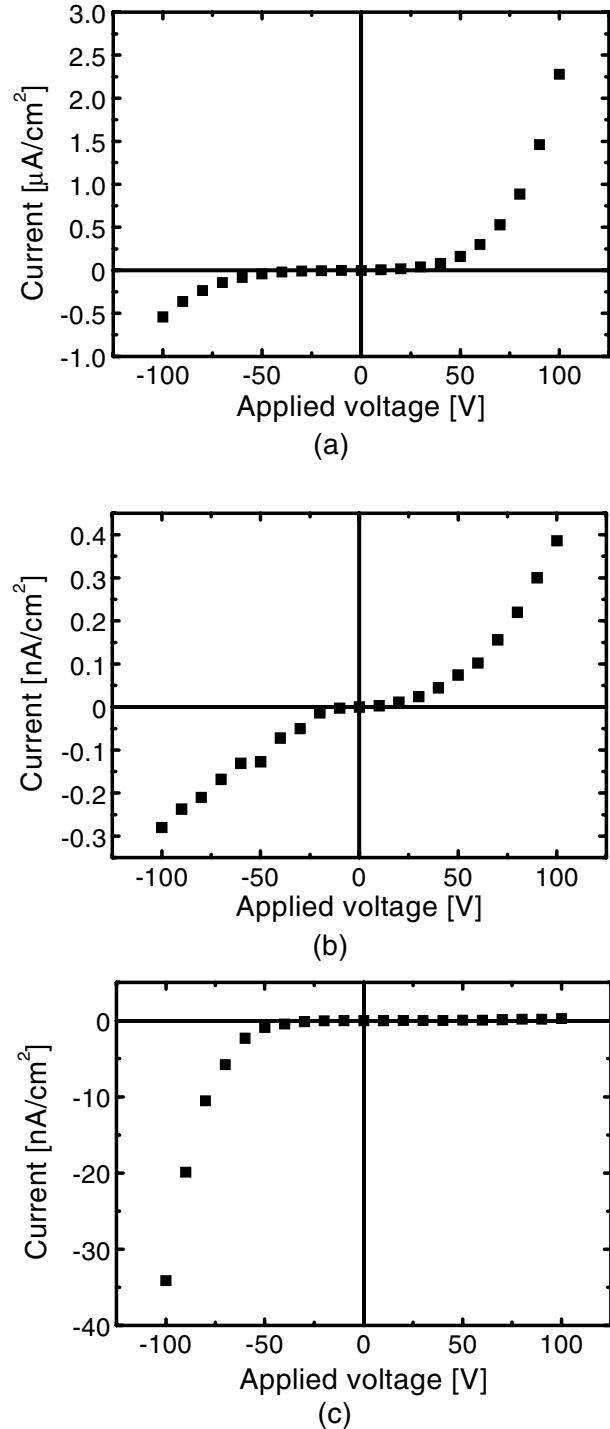 3.0
2.5
2.0
1.5
1.0
0.5
0
-0.5
-1.0
Current [μA/cm²]
-100 -50 0 50 100
Applied voltage [V]
(a)
0.4
0.3
0.2
0.1
0
-0.1
-0.2
-0.3
Current [nA/cm²]
-100 -50 0 50 100
Applied voltage [V]
(b)
0
-10
-20
-30
-40
Current [nA/cm²]
-100 -50 0 50 100
Applied voltage [V]
(c)